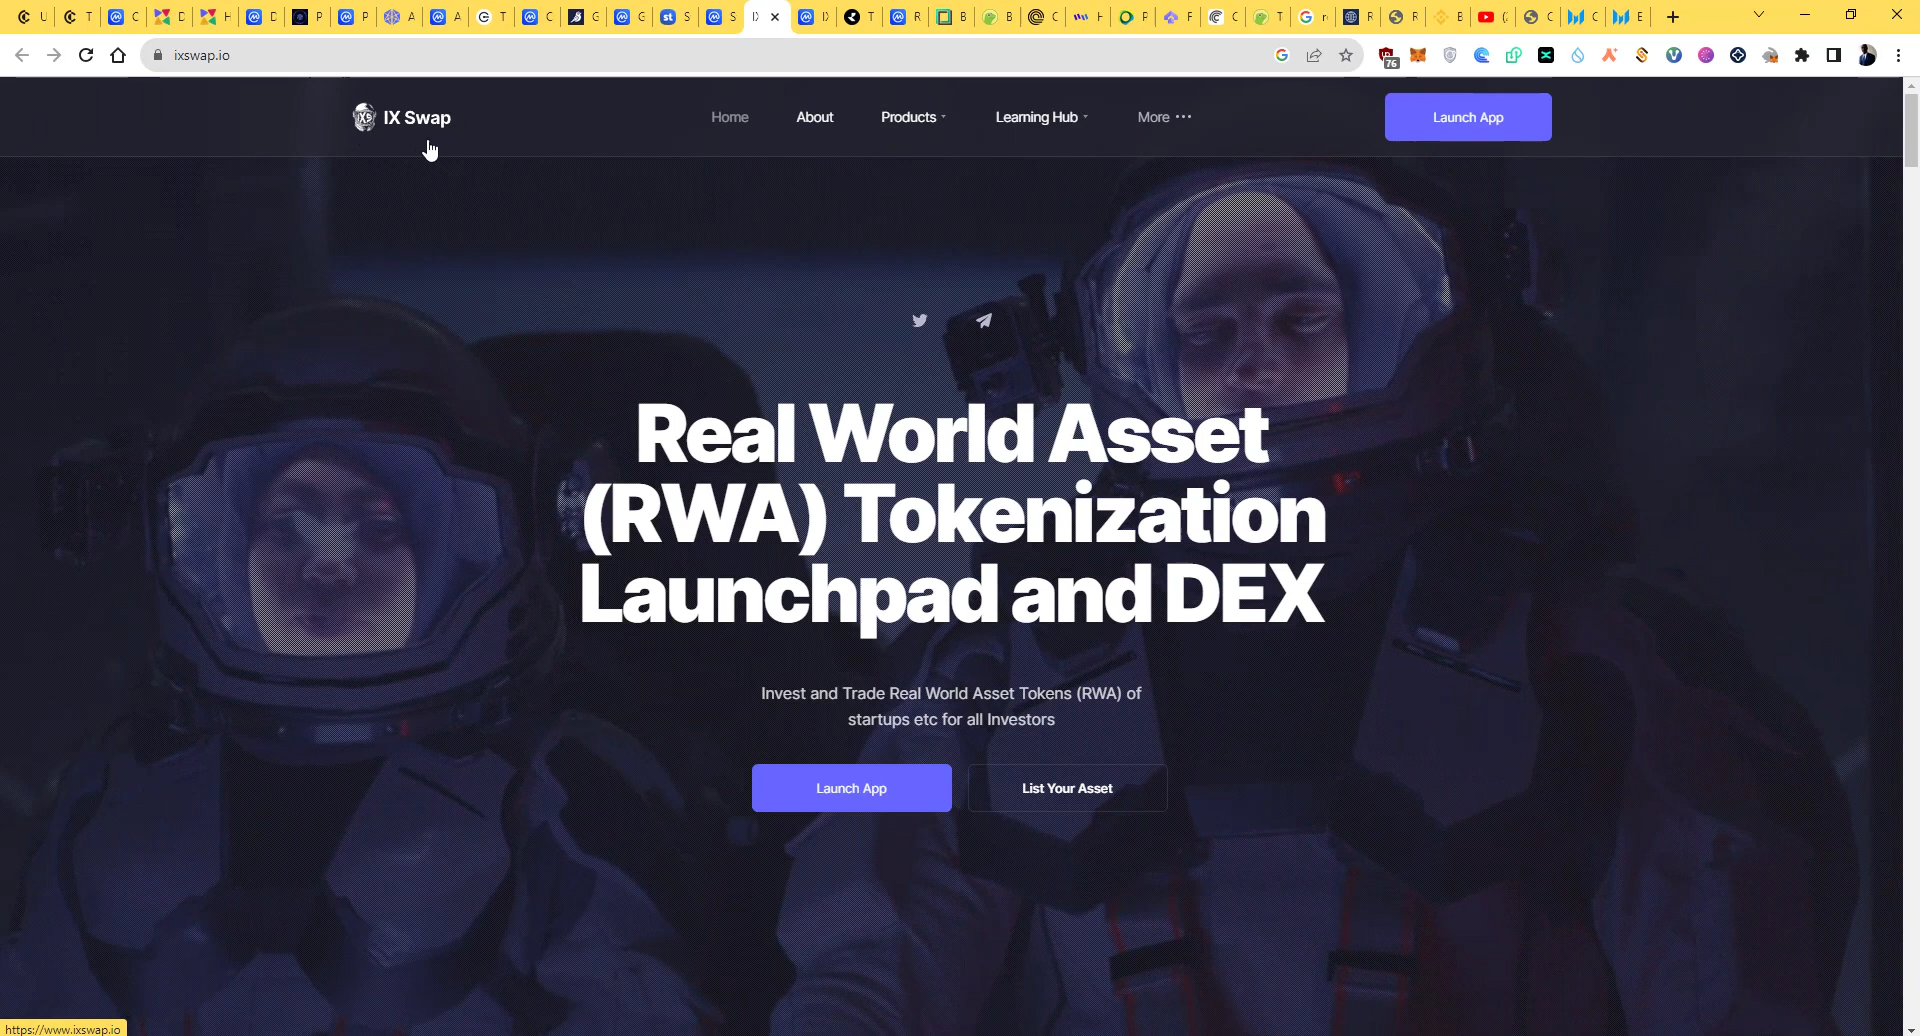 U
T
C
D
H
D
P
P
A
A
T
C
G
G
S
S
T
R
B
B
C
H
P
F
C
T
R
R
B
C
C
E
ixswap.io
76
IXS
IX Swap
Home
About
Products
Learning Hub
More
Launch App
Real World Asset
(RWA) Tokenization
Launchpad and DEX
Invest and Trade Real World Asset Tokens (RWA) of
startups etc for all Investors
Launch App
List Your Asset
https://www.ixswap.io